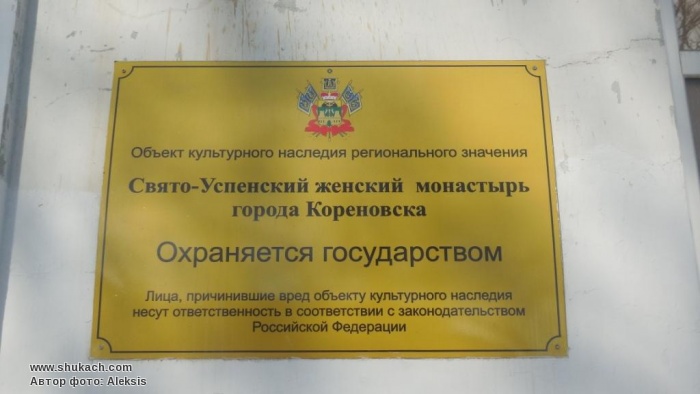 Объект культурного наследия регионального значения
Свято-Успенский женский монастырь
города Кореновска
Охраняется государством
Лица, причинившие вред объекту культурного наследия
несут ответственность в соответствии с законодательством
Российской Федерации
www.shukach.com
Автор фото: Aleksis